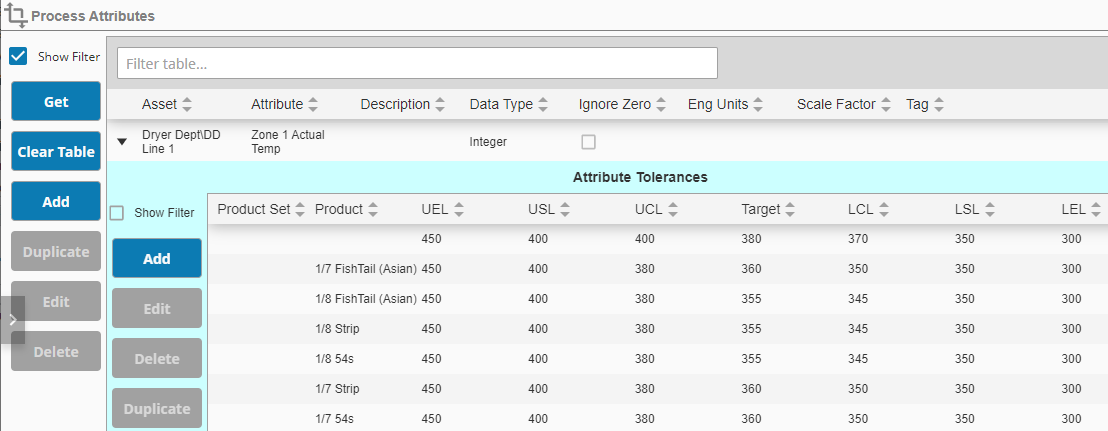 Process Attributes
Show Filter
Filter table...
Get
Clear Table
Add
Duplicate
Edit
Delete
Asset Attribute Description Data Type Ignore Zero Eng Units Scale Factor Tag
Dryer Dept\DD Zone 1 Actual
Line 1 Temp Integer
Attribute Tolerances
Show Filter
Add
Edit
Delete
Duplicate
Product Set Product UEL USL UCL Target LCL LSL LEL
450 400 400 380 370 350 300
1/7 FishTail (Asian) 450 400 380 360 350 350 300
1/8 FishTail (Asian) 450 400 380 355 345 350 300
1/8 Strip 450 400 380 355 345 350 300
1/8 54s 450 400 380 355 345 350 300
1/7 Strip 450 400 380 360 350 350 300
1/7 54s 450 400 380 360 350 350 300